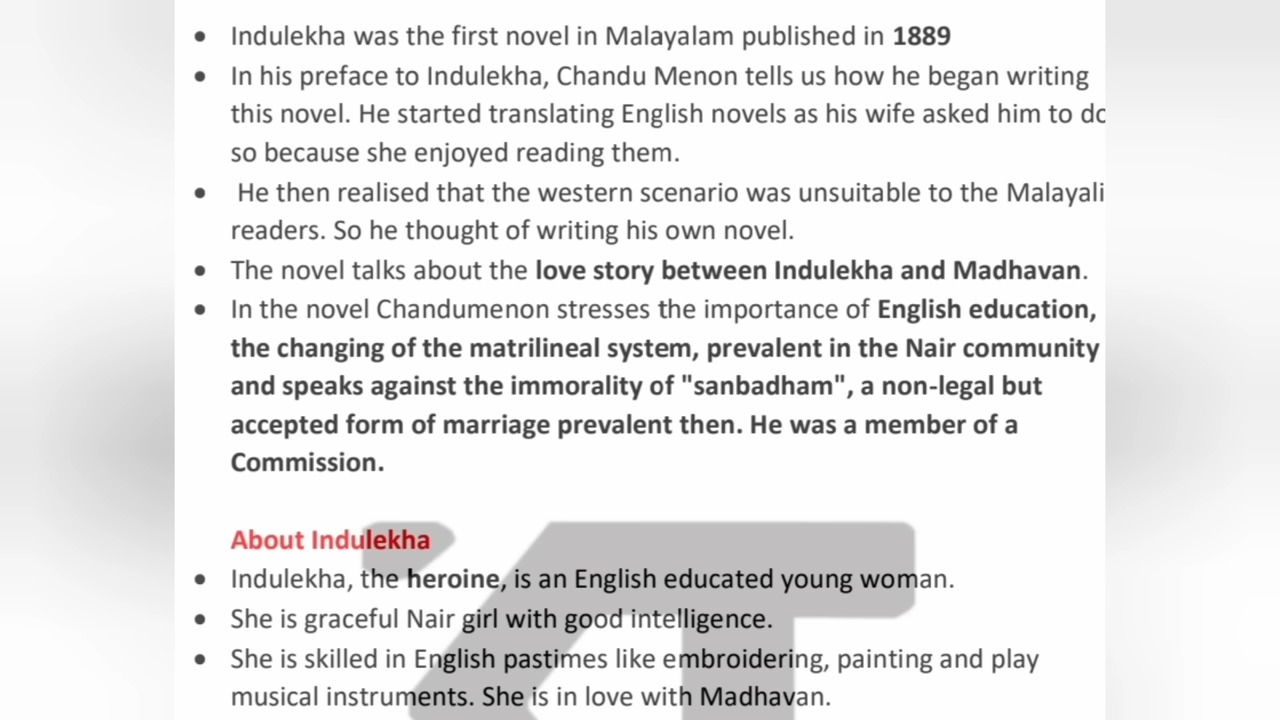 • Indulekha was the first novel in Malayalam published in 1889
• In his preface to Indulekha, Chandu Menon tells us how he began writing
this novel. He started translating English novels as his wife asked him to do
so because she enjoyed reading them.
• He then realised that the western scenario was unsuitable to the Malayali
readers. So he thought of writing his own novel.
• The novel talks about the love story between Indulekha and Madhavan.
• In the novel Chandumenon stresses the importance of English education,
the changing of the matrilineal system, prevalent in the Nair community
and speaks against the immorality of "sanbadham", a non-legal but
accepted form of marriage prevalent then. He was a member of a
Commission.
About Indulekha
• Indulekha, the heroine, is an English educated young woman.
• She is graceful Nair girl with good intelligence.
• She is skilled in English pastimes like embroidering, painting and play
musical instruments. She is in love with Madhavan.